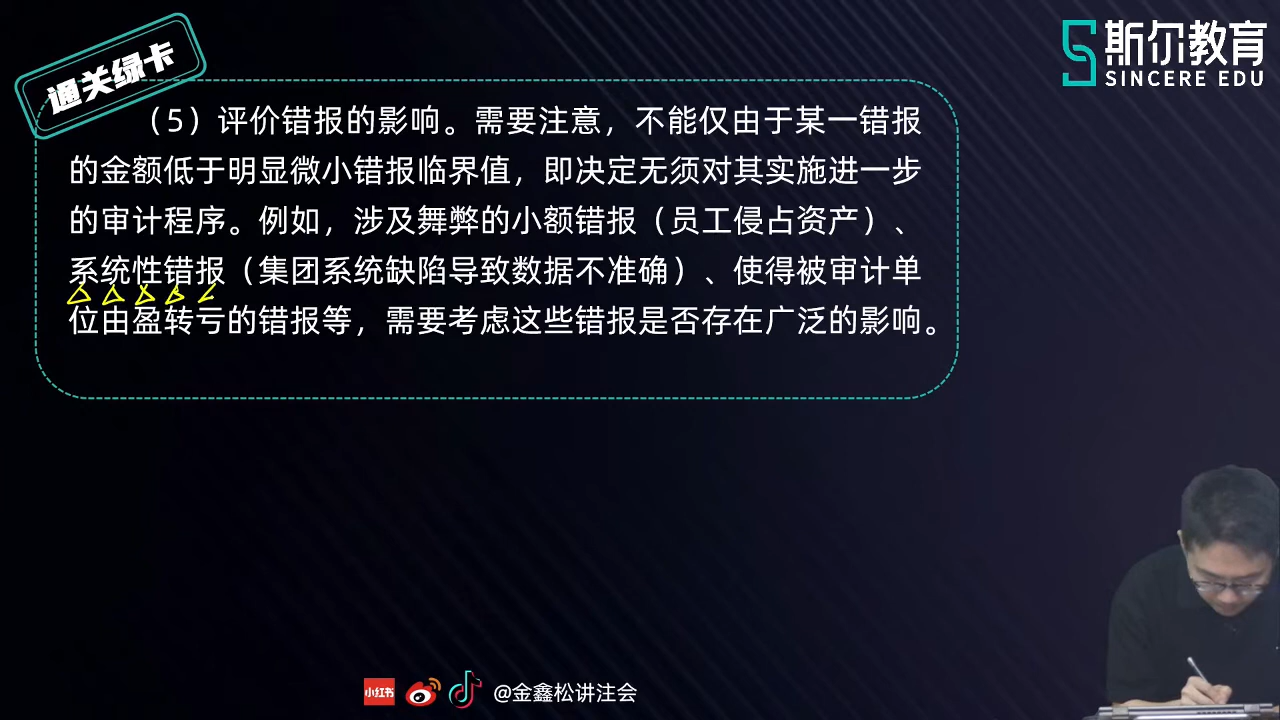 斯尔教育
SINCERE EDU
通关绿卡
（5）评价错报的影响。需要注意，不能仅由于某一错报
的金额低于明显微小错报临界值，即决定无须对其实施进一步
的审计程序。例如，涉及舞弊的小额错报（员工侵占资产）、
系统性错报（集团系统缺陷导致数据不准确）、使得被审计单
位由盈转亏的错报等，需要考虑这些错报是否存在广泛的影响。
小红书 @金鑫松讲注会